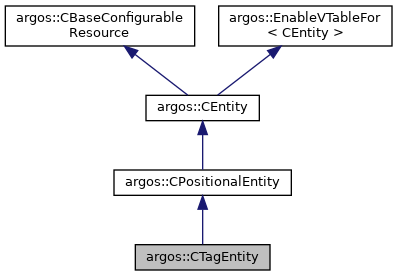 argos::CBaseConfigurable
Resource
argos::EnableVTableFor
< CEntity >
argos::CEntity
argos::CPositionalEntity
argos::CTagEntity